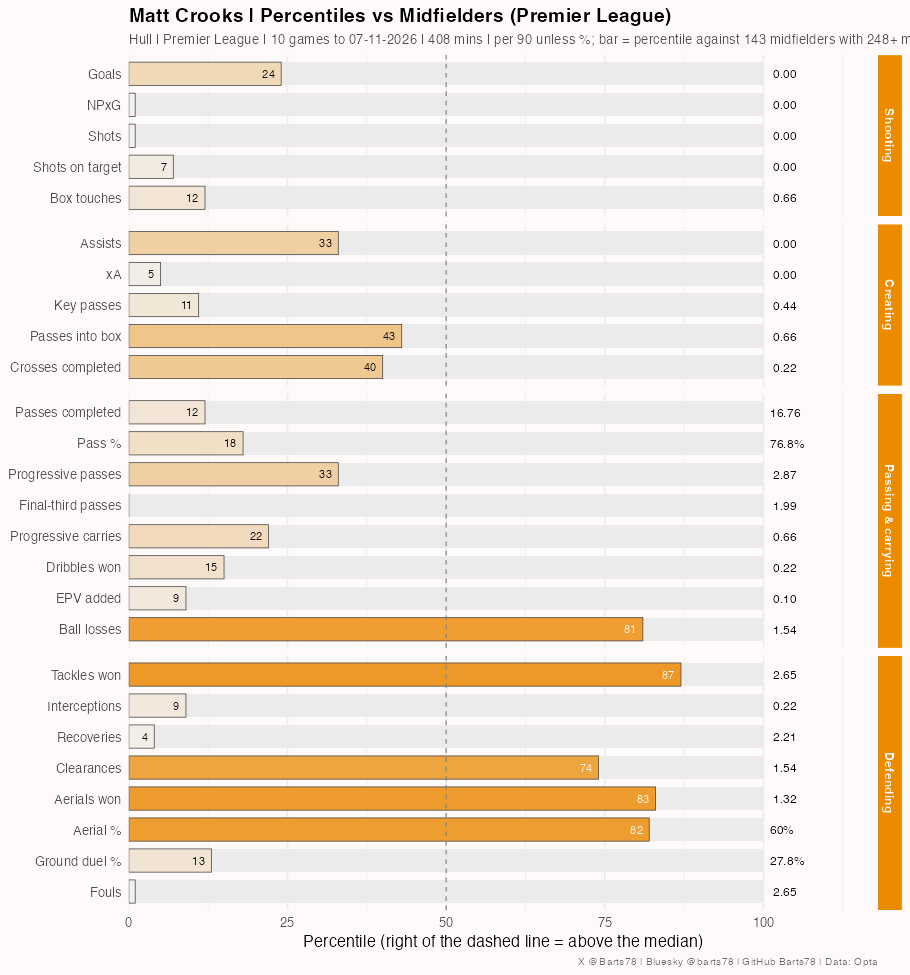 Matt Crooks | Percentiles vs Midfielders (Premier League)
Hull | Premier League | 10 games to 07-11-2026 | 408 mins | per 90 unless %; bar = percentile against 143 midfielders with 248+ m
Goals 24 0.00
NPxG 0.00
Shots 0.00
Shots on target 7 0.00
Box touches 12 0.66
Shooting
Assists 33 0.00
xA 5 0.00
Key passes 11 0.44
Passes into box 43 0.66
Crosses completed 40 0.22
Creating
Passes completed 12 16.76
Pass % 18 76.8%
Progressive passes 33 2.87
Final-third passes 1.99
Progressive carries 22 0.66
Dribbles won 15 0.22
EPV added 9 0.10
Ball losses 81 1.54
Passing & carrying
Tackles won 87 2.65
Interceptions 9 0.22
Recoveries 4 2.21
Clearances 74 1.54
Aerials won 83 1.32
Aerial % 82 60%
Ground duel % 13 27.8%
Fouls 2.65
Defending
0 25 50 75 100
Percentile (right of the dashed line = above the median)
X @Barts78 | Bluesky @barts78 | GitHub Barts78 | Data: Opta